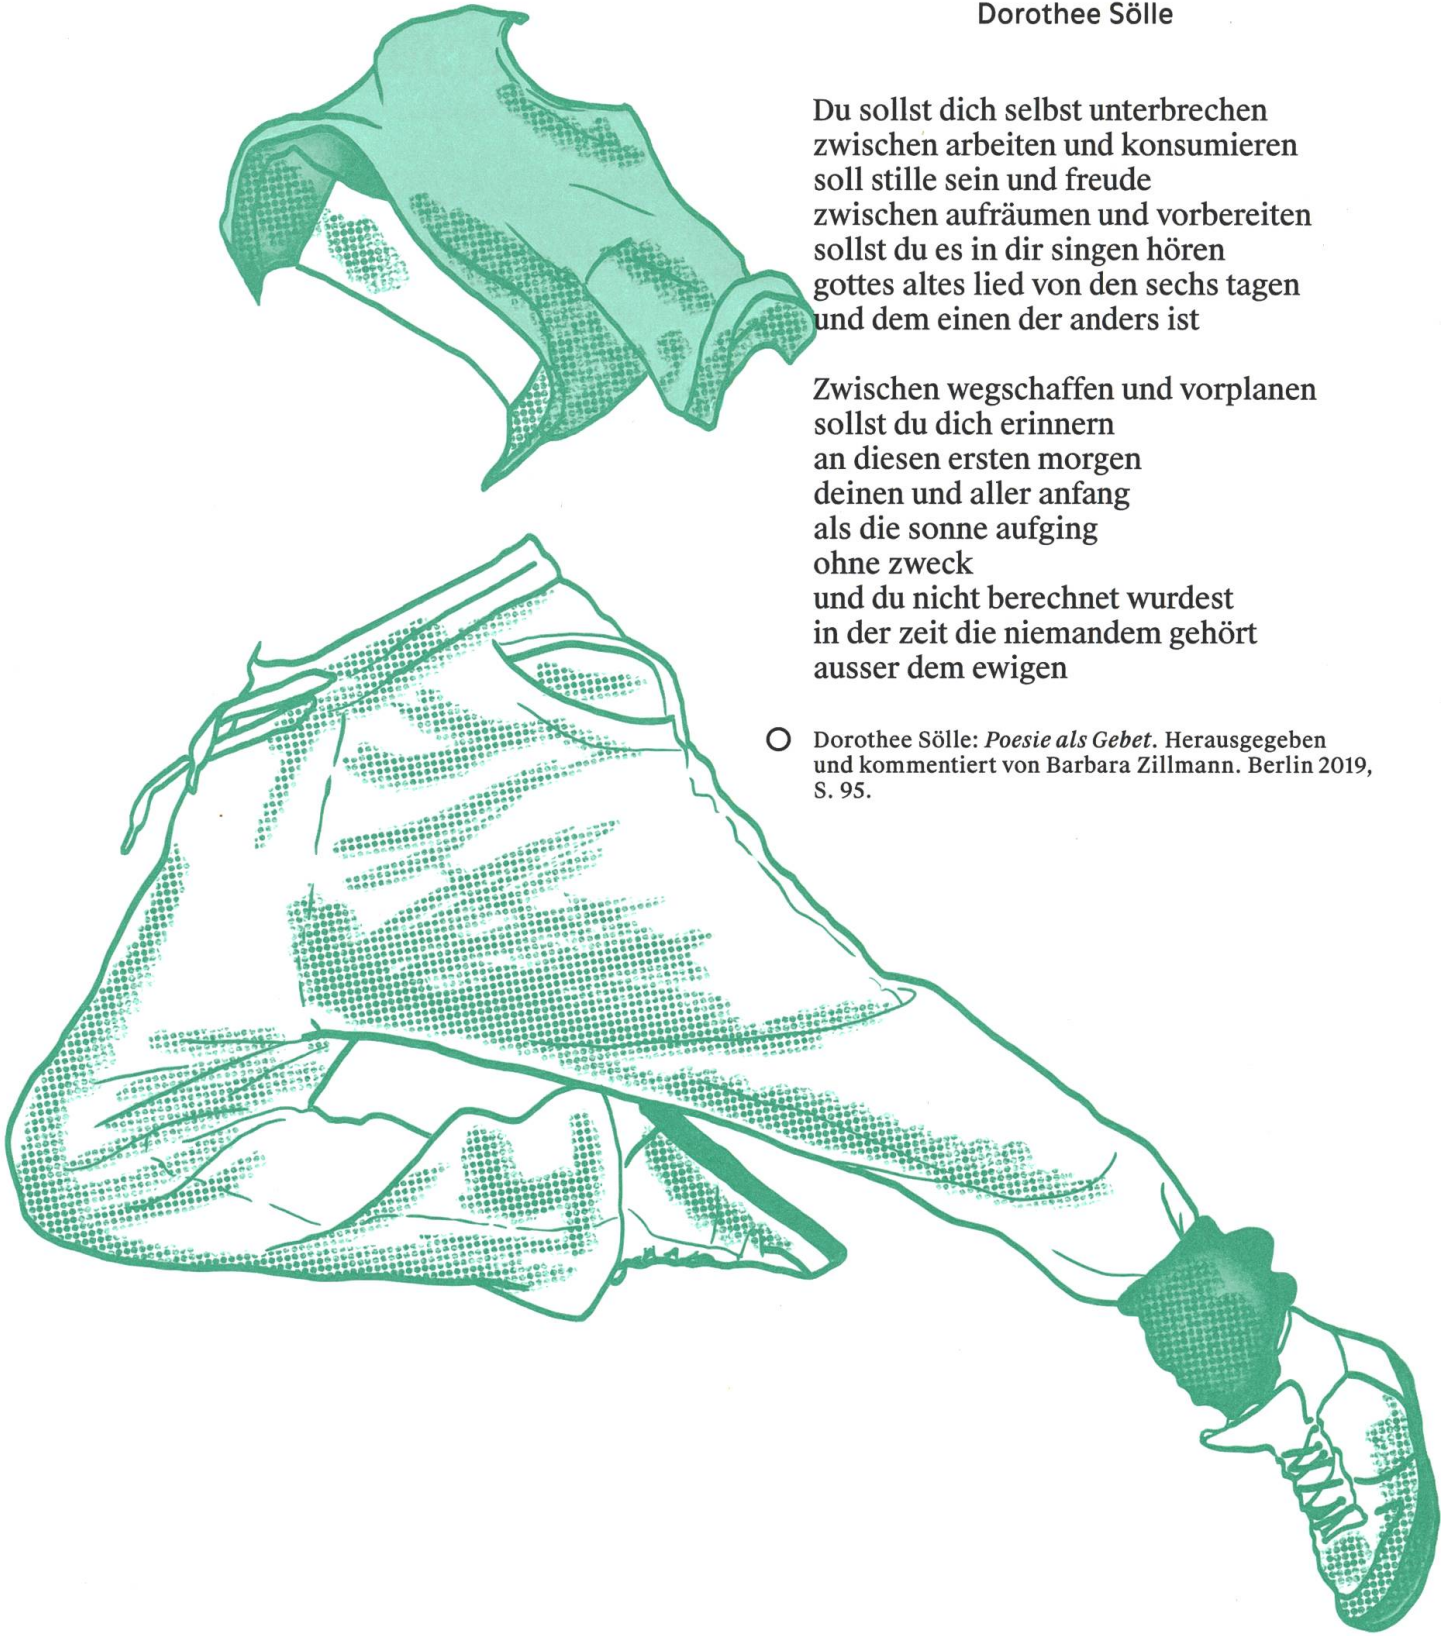 Dorothee Sölle
Du sollst dich selbst unterbrechen
zwischen arbeiten und konsumieren
soll stille sein und freude
zwischen aufräumen und vorbereiten
sollst du es in dir singen hören
gottes altes lied von den sechs tagen
und dem einen der anders ist
Zwischen wegschaffen und vorplanen
sollst du dich erinnern
an diesen ersten morgen
deinen und aller anfang
als die sonne aufging
ohne zweck
und du nicht berechnet wurdest
in der zeit die niemandem gehört
ausser dem ewigen
Dorothee Sölle: Poesie als Gebet. Herausgegeben
und kommentiert von Barbara Zillmann. Berlin 2019,
S. 95.